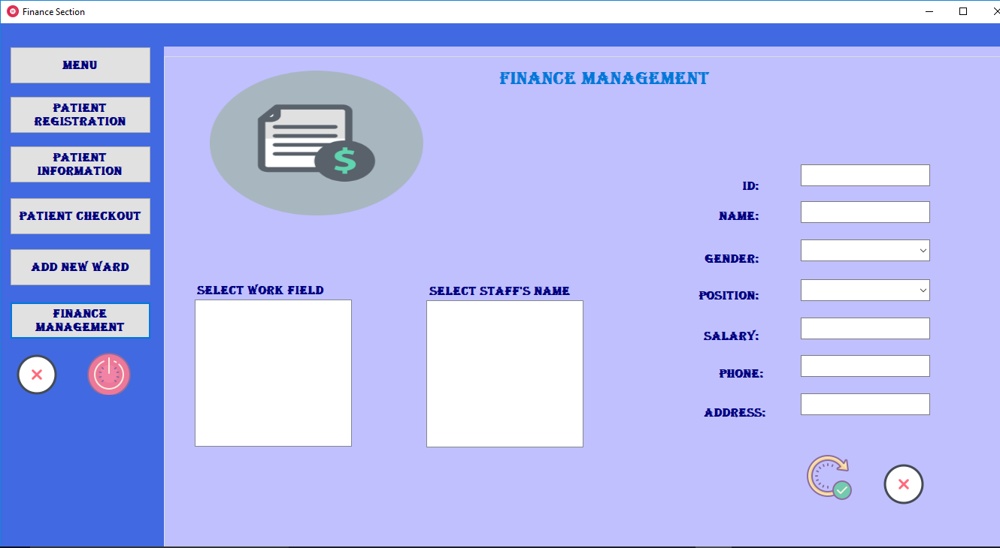 Finance Section
MENU
PATIENT
REGISTRATION
PATIENT
INFORMATION
PATIENT CHECKOUT
ADD NEW WARD
FINANCE
MANAGEMENT
FINANCE MANAGEMENT
$
SELECT WORK FIELD
SELECT STAFF'S NAME
ID:
NAME:
GENDER:
POSITION:
SALARY:
PHONE:
ADDRESS: